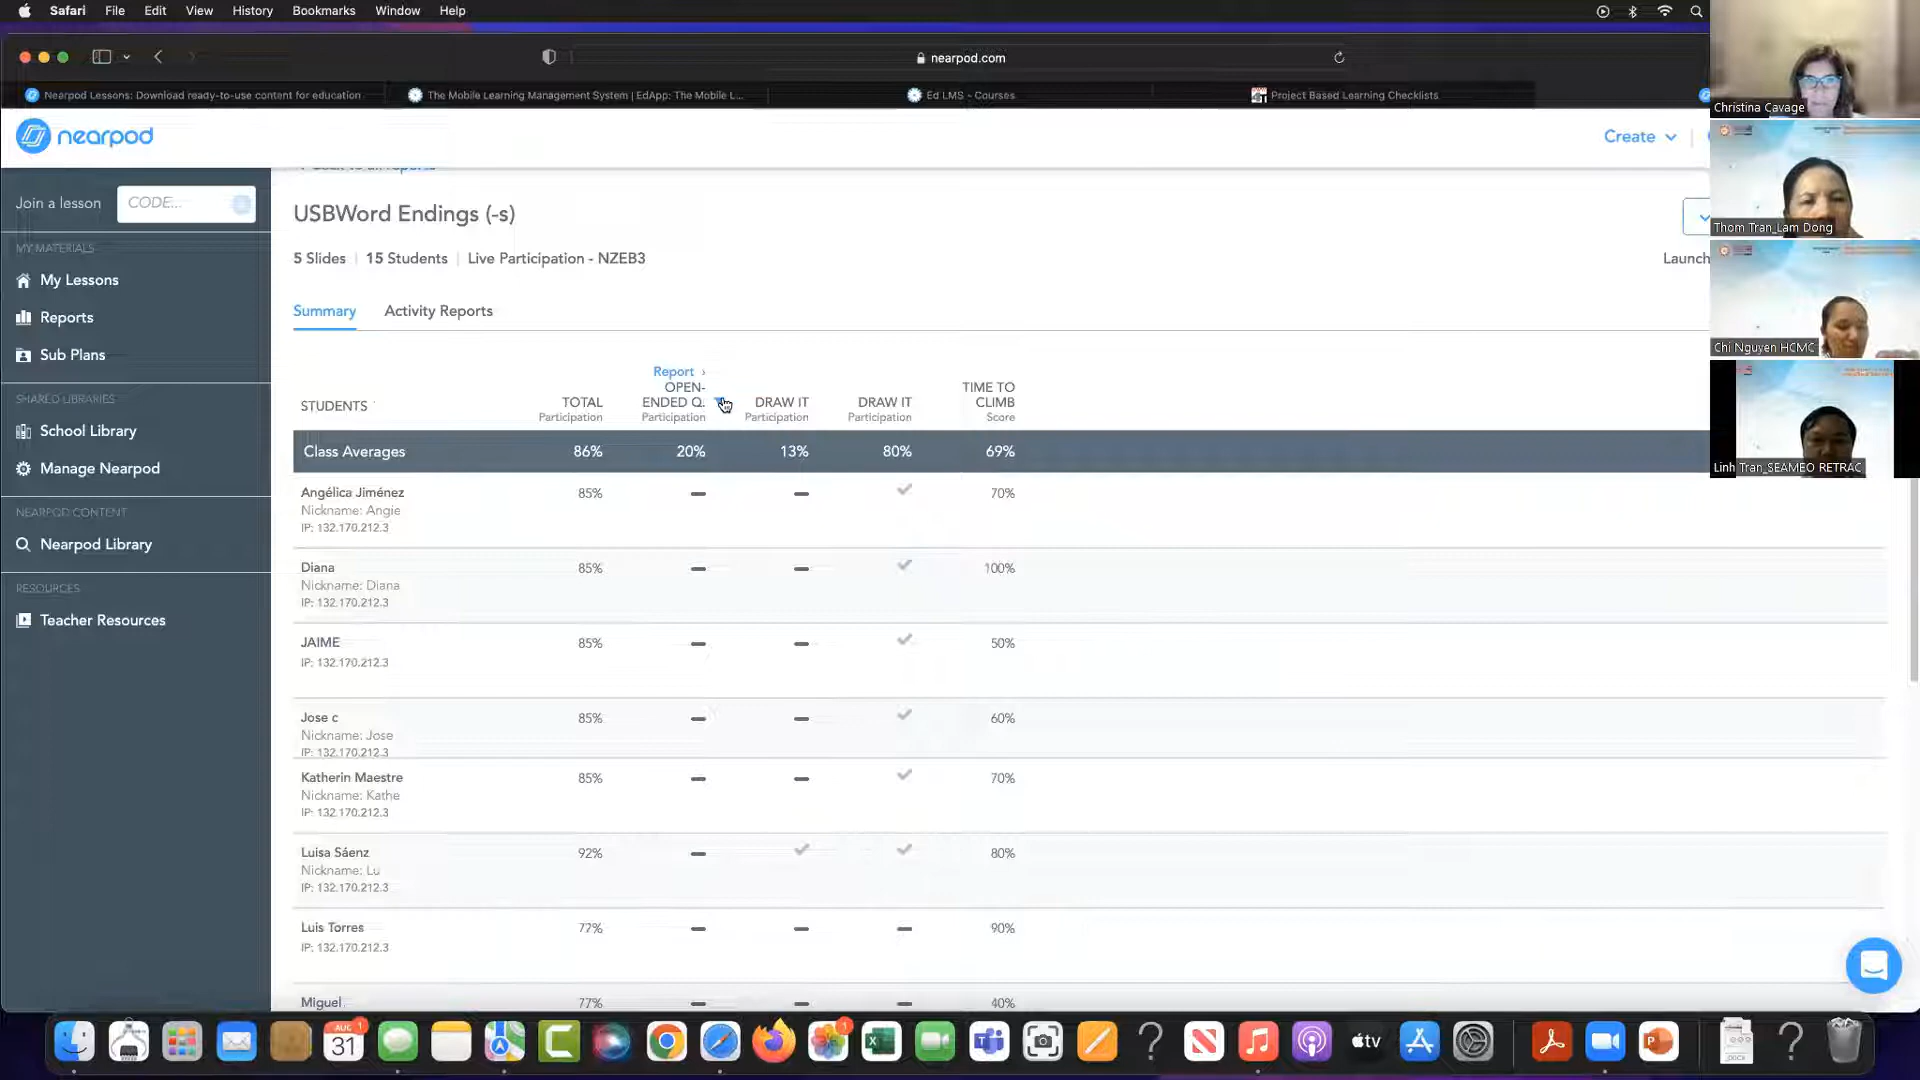 Safari File Edit View History Bookmarks Window Help
nearpod.com
Nearpod Lessons: Download ready-to-use content for education
The Mobile Learning Management System | EdApp: The Mobile L...
Ed LMS - Courses
Project Based Learning Checklists
nearpod
Create
Join a lesson
CODE...
MY MATERIALS
My Lessons
Reports
Sub Plans
SHARED LIBRARIES
School Library
Manage Nearpod
NEARPOD CONTENT
Nearpod Library
RESOURCES
Teacher Resources
USBWord Endings (-s)
5 Slides | 15 Students | Live Participation - NZEB3
Launch
Summary Activity Reports
STUDENTS
TOTAL
Participation
Report ›
OPEN-
ENDED Q.
Participation
DRAW IT
Participation
DRAW IT
Participation
TIME TO
CLIMB
Score
Class Averages 86% 20% 13% 80% 69%
Angélica Jiménez 85% 70%
Nickname: Angie
IP: 132.170.212.3
Diana 85% 100%
Nickname: Diana
IP: 132.170.212.3
JAIME 85% 50%
IP: 132.170.212.3
Jose c 85% 60%
Nickname: Jose
IP: 132.170.212.3
Katherin Maestre 85% 70%
Nickname: Kathe
IP: 132.170.212.3
Luisa Sáenz 92% 80%
Nickname: Lu
IP: 132.170.212.3
Luis Torres 77% 90%
IP: 132.170.212.3
Miguel 77% 40%
Christina Cavage
Thom Tran_Lam Dong
Chi Nguyen HCMC
Linh Tran_SEAMEO RETRAC
AUG
31
1
1
tv
DOCX